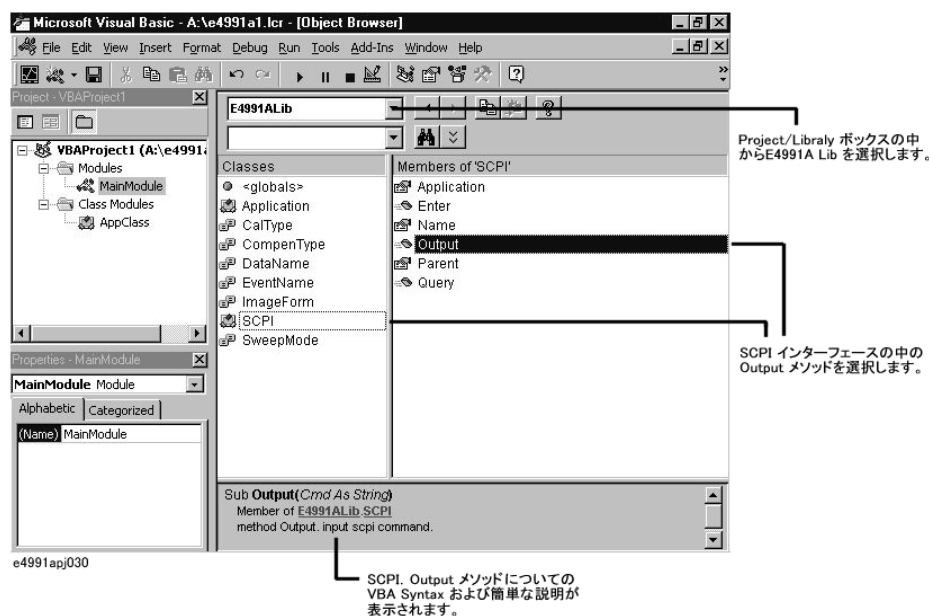 Microsoft Visual Basic - A:\e4991a1.lcr - [Object Browser]
File Edit View Insert Format Debug Run Tools Add-Ins Window Help
Project - VBAProject1
VBAProject1 (A:\e4991a
Modules
MainModule
Class Modules
AppClass
Properties - MainModule
MainModule Module
Alphabetic Categorized
(Name) MainModule
E4991ALib
Classes
<globals>
Application
CalType
CompenType
DataName
EventName
ImageForm
SCPI
SweepMode
Members of 'SCPI'
Application
Enter
Name
Output
Parent
Query
Sub Output(Cmd As String)
Member of E4991ALib.SCPI
method Output. input scpi command.
Project/Libraly ボックスの中
からE4991A Lib を選択します。
SCPI インターフェースの中の
Output メソッドを選択します。
e4991apj030
SCPI. Output メソッドについての
VBA Syntax および簡単な説明が
表示されます。